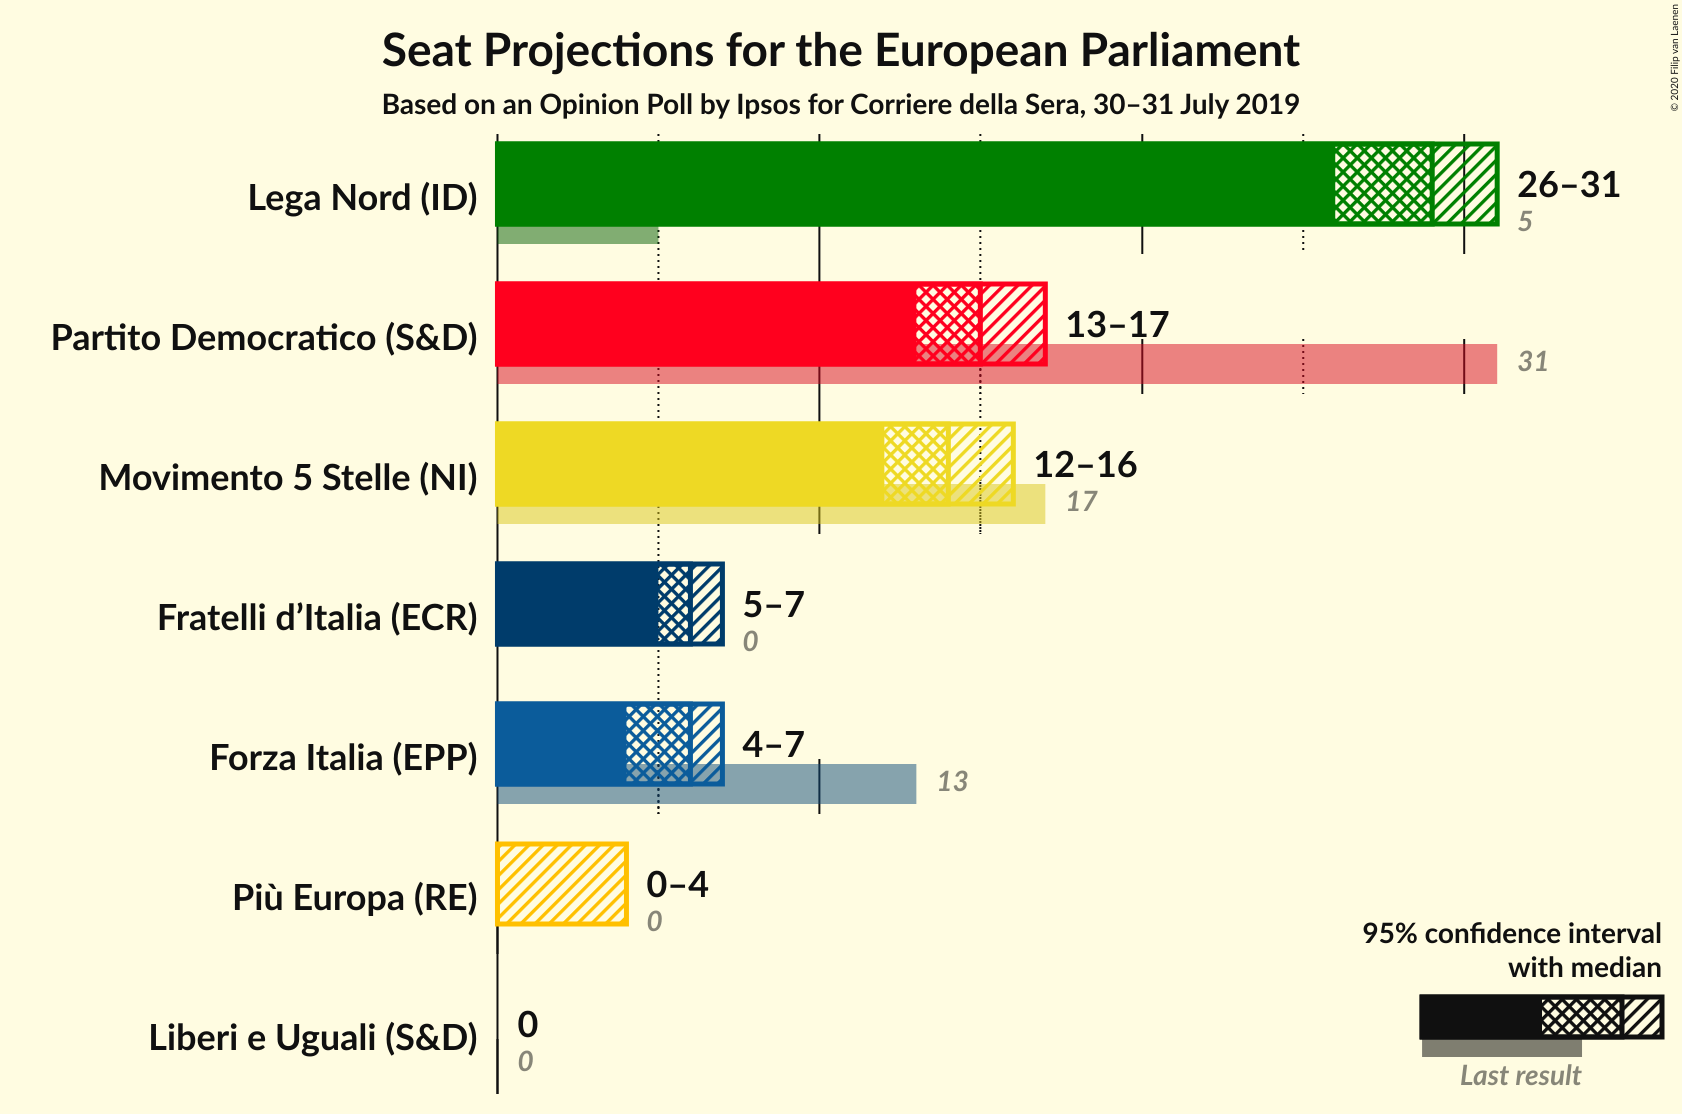 Seat Projections for the European Parliament
Based on an Opinion Poll by Ipsos for Corriere della Sera, 30–31 July 2019
© 2020 Filip van Laenen
Lega Nord (ID)
26–31
5
Partito Democratico (S&D)
13–17
31
Movimento 5 Stelle (NI)
12–16
17
Fratelli d’Italia (ECR)
5–7
0
Forza Italia (EPP)
4–7
13
Più Europa (RE)
0–4
0
Liberi e Uguali (S&D)
0
0
95% confidence interval
with median
Last result